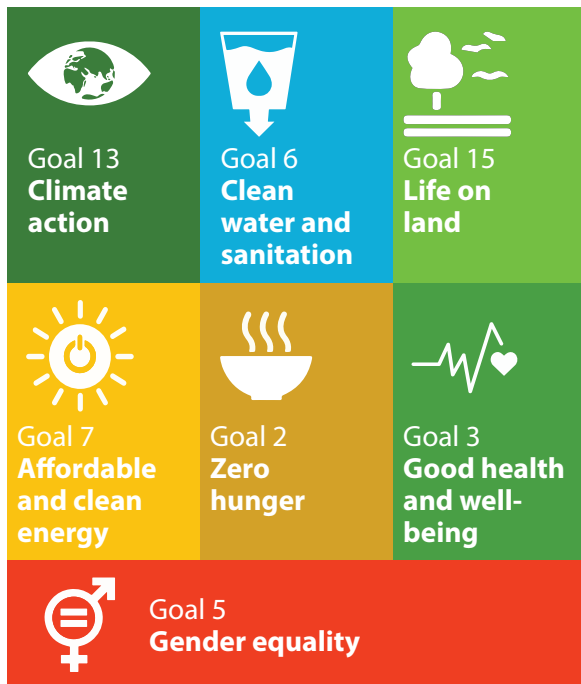 Goal 13
Climate
action
Goal 6
Clean
water and
sanitation
Goal 15
Life on
land
Goal 7
Affordable
and clean
energy
Goal 2
Zero
hunger
Goal 3
Good health
and well-
being
Goal 5
Gender equality